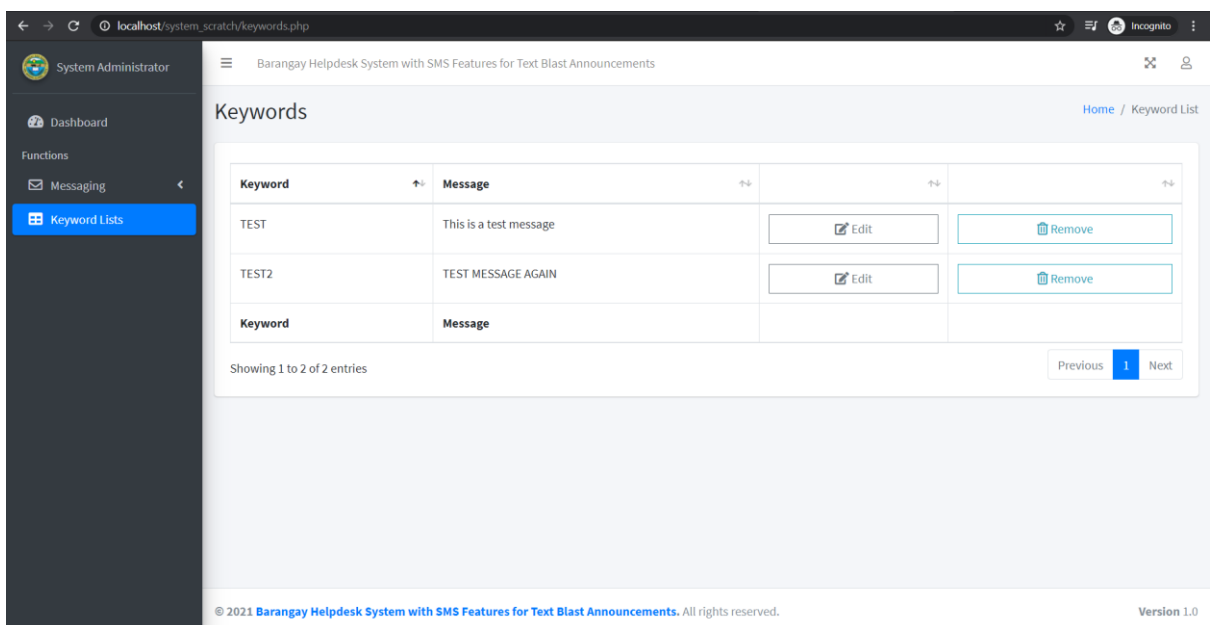 localhost/system_scratch/keywords.php Incognito
System Administrator
Barangay Helpdesk System with SMS Features for Text Blast Announcements
Dashboard
Functions
Messaging
Keyword Lists
Keywords
Home / Keyword List
Keyword Message
TEST This is a test message Edit Remove
TEST2 TEST MESSAGE AGAIN Edit Remove
Keyword Message
Showing 1 to 2 of 2 entries
Previous 1 Next
© 2021 Barangay Helpdesk System with SMS Features for Text Blast Announcements. All rights reserved. Version 1.0